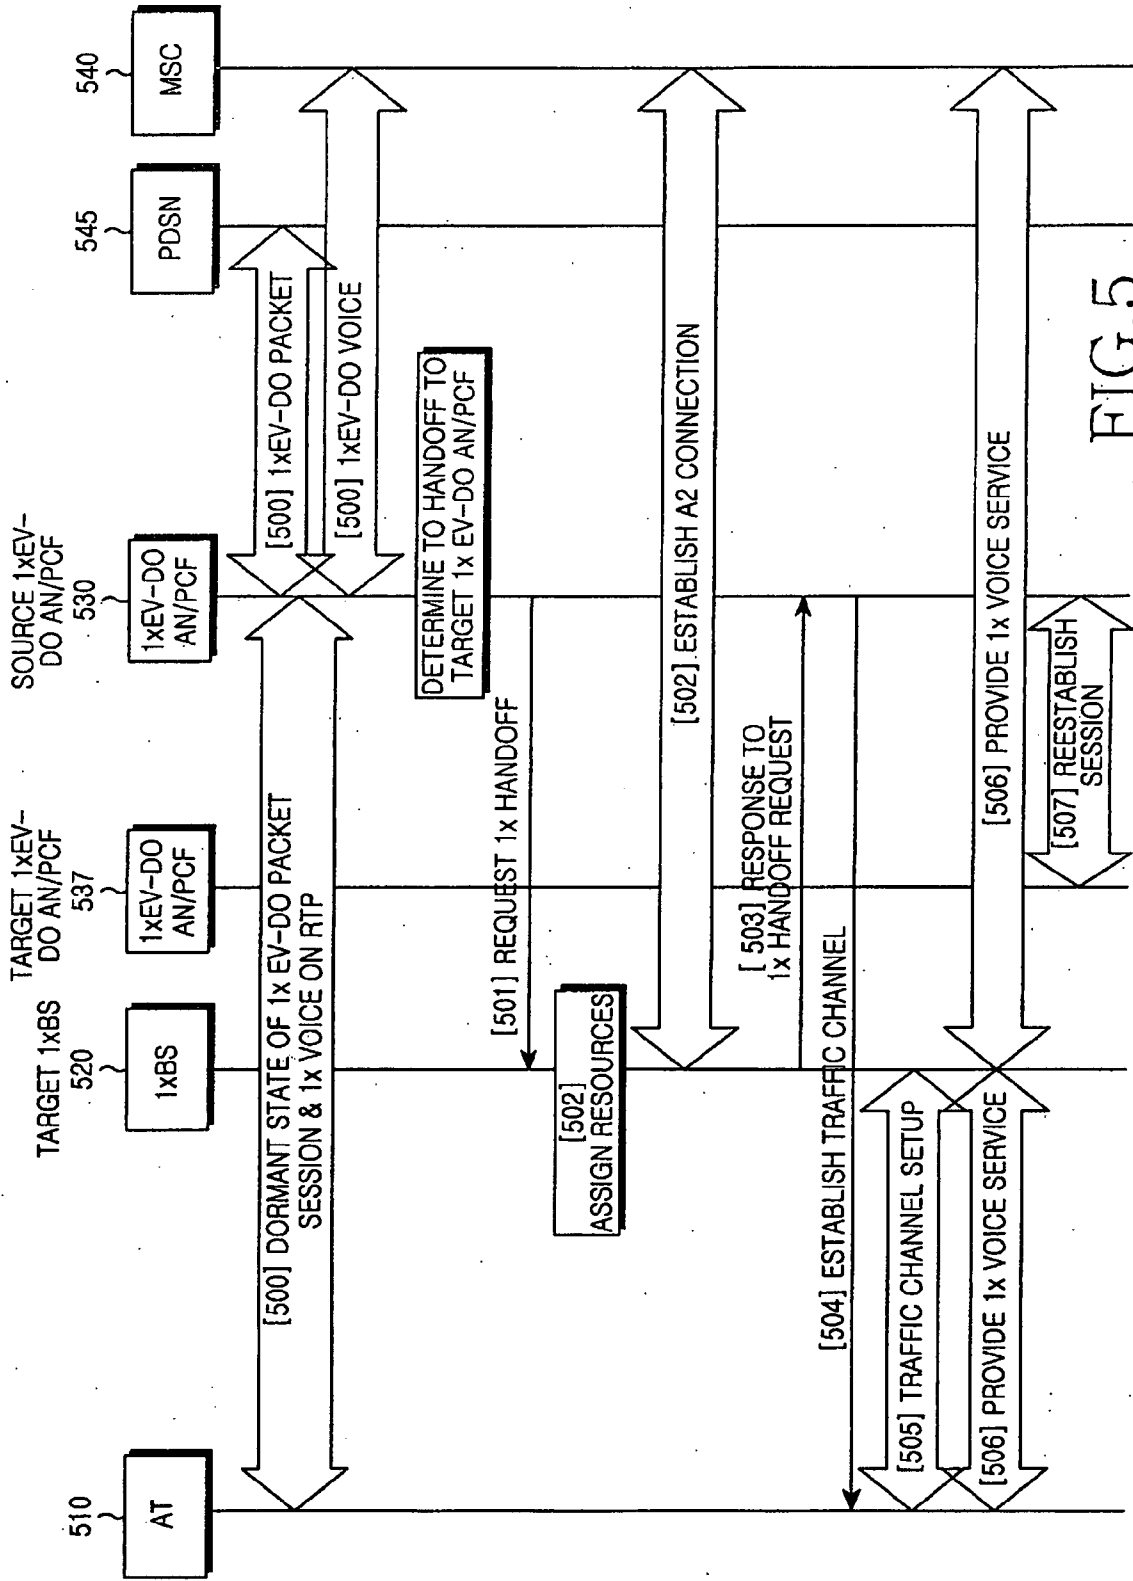 TARGET 1xBS
TARGET 1xEV-
DO AN/PCF
SOURCE 1xEV-
DO AN/PCF
510
520
537
530
545
540
AT
1xBS
1xEV-DO
AN/PCF
1xEV-DO
AN/PCF
PDSN
MSC
[500] DORMANT STATE OF 1x EV-DO PACKET
SESSION & 1x VOICE ON RTP
[500] 1xEV-DO PACKET
[500] 1xEV-DO VOICE
DETERMINE TO HANDOFF TO
TARGET 1x EV-DO AN/PCF
[501] REQUEST 1x HANDOFF
[502]
ASSIGN RESOURCES
[502] ESTABLISH A2 CONNECTION
[503] RESPONSE TO
1x HANDOFF REQUEST
[504] ESTABLISH TRAFFIC CHANNEL
[505] TRAFFIC CHANNEL SETUP
[506] PROVIDE 1x VOICE SERVICE
[506] PROVIDE 1x VOICE SERVICE
[507] REESTABLISH
SESSION
FIG.5